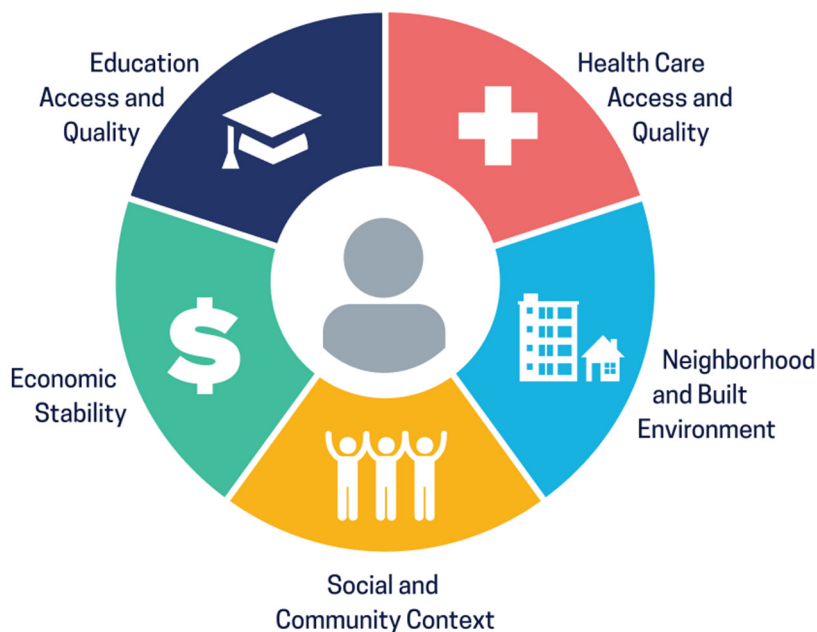 Education
Access and
Quality
Health Care
Access and
Quality
Economic
Stability
Neighborhood
and Built
Environment
Social and
Community Context